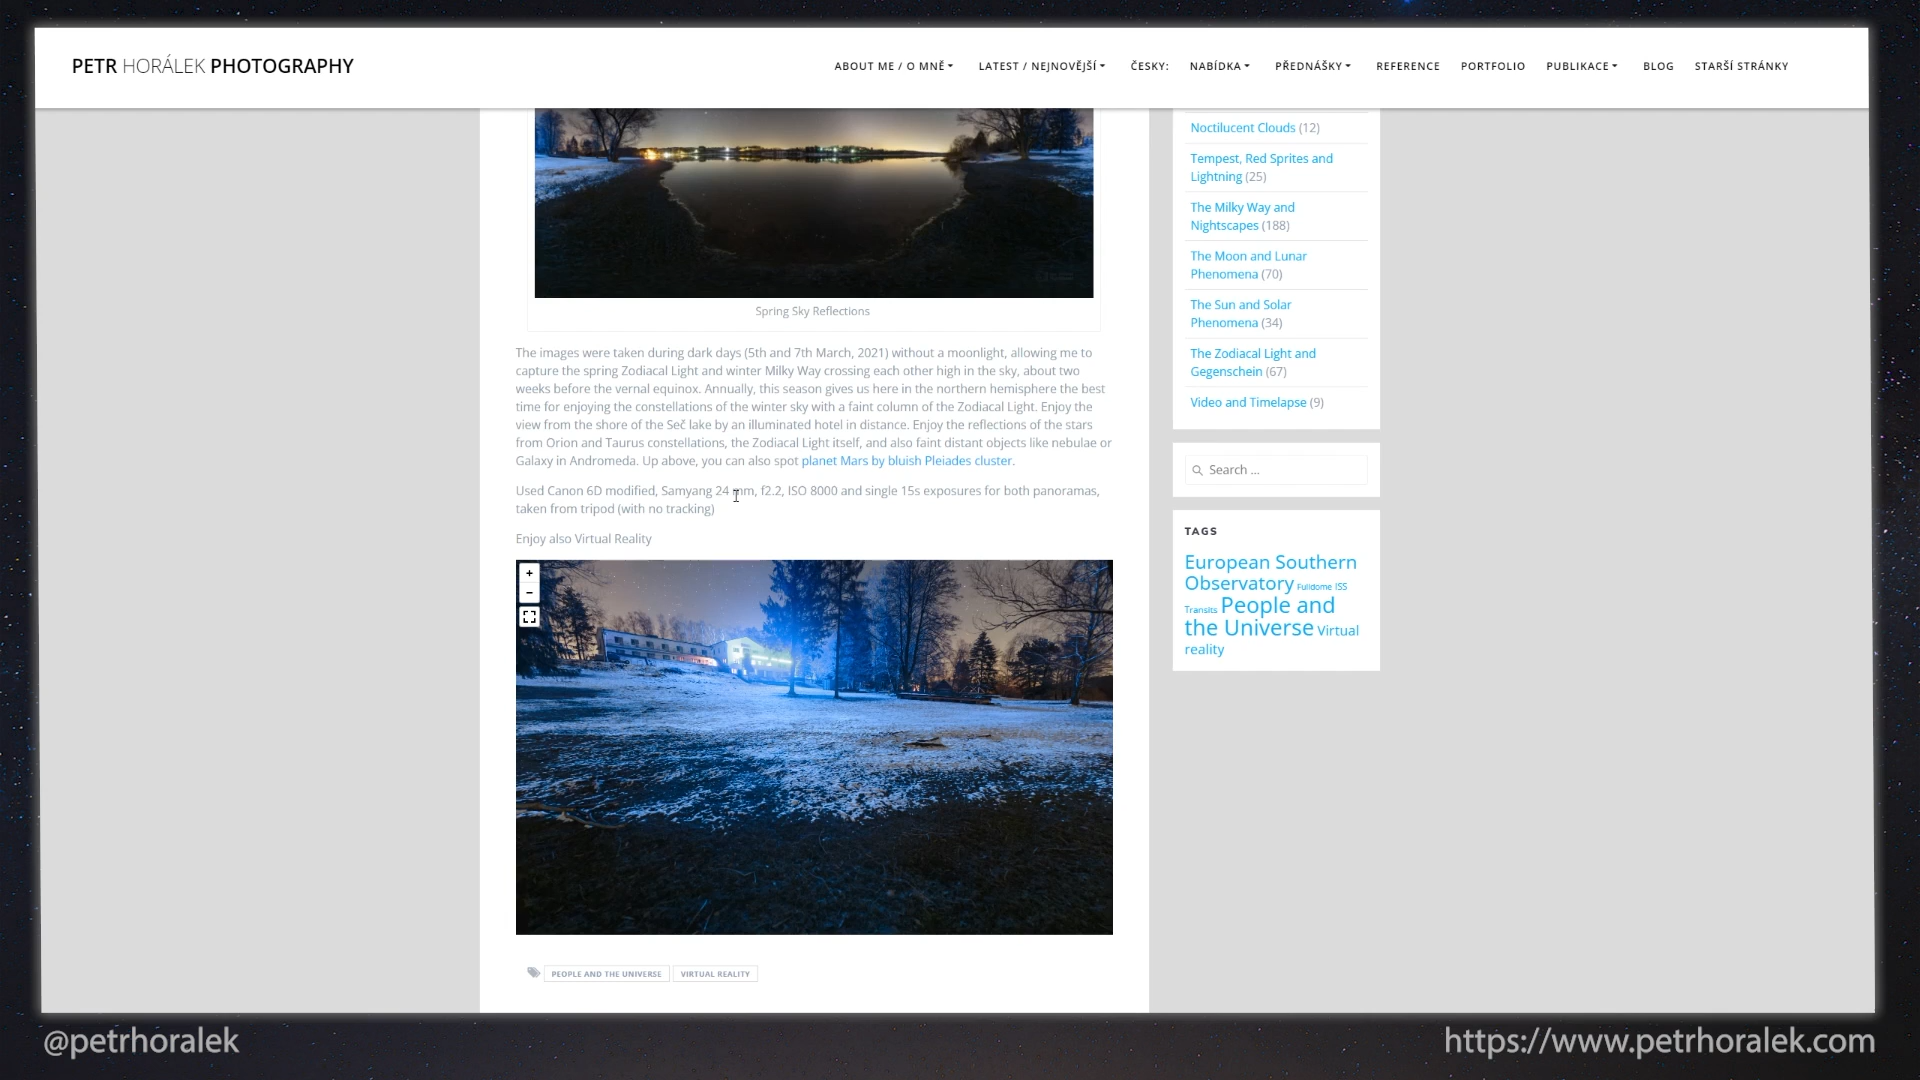 PETR HORÁLEK PHOTOGRAPHY
ABOUT ME / O MNĚ LATEST / NEJNOVĚJŠÍ ČESKY: NABÍDKA PŘEDNÁŠKY REFERENCE PORTFOLIO PUBLIKACE BLOG STARŠÍ STRÁNKY
Spring Sky Reflections
The images were taken during dark days (5th and 7th March, 2021) without a moonlight, allowing me to
capture the spring Zodiacal Light and winter Milky Way crossing each other high in the sky, about two
weeks before the vernal equinox. Annually, this season gives us here in the northern hemisphere the best
time for enjoying the constellations of the winter sky with a faint column of the Zodiacal Light. Enjoy the
view from the shore of the Seč lake by an illuminated hotel in distance. Enjoy the reflections of the stars
from Orion and Taurus constellations, the Zodiacal Light itself, and also faint distant objects like nebulae or
Galaxy in Andromeda. Up above, you can also spot planet Mars by bluish Pleiades cluster.
Used Canon 6D modified, Samyang 24 mm, f2.2, ISO 8000 and single 15s exposures for both panoramas,
taken from tripod (with no tracking)
Enjoy also Virtual Reality
+
−
PEOPLE AND THE UNIVERSE VIRTUAL REALITY
Noctilucent Clouds (12)
Tempest, Red Sprites and
Lightning (25)
The Milky Way and
Nightscapes (188)
The Moon and Lunar
Phenomena (70)
The Sun and Solar
Phenomena (34)
The Zodiacal Light and
Gegenschein (67)
Video and Timelapse (9)
Search ...
TAGS
European Southern
Observatory Fulldome ISS
Transits People and
the Universe Virtual
reality
@petrhoralek
https://www.petrhoralek.com